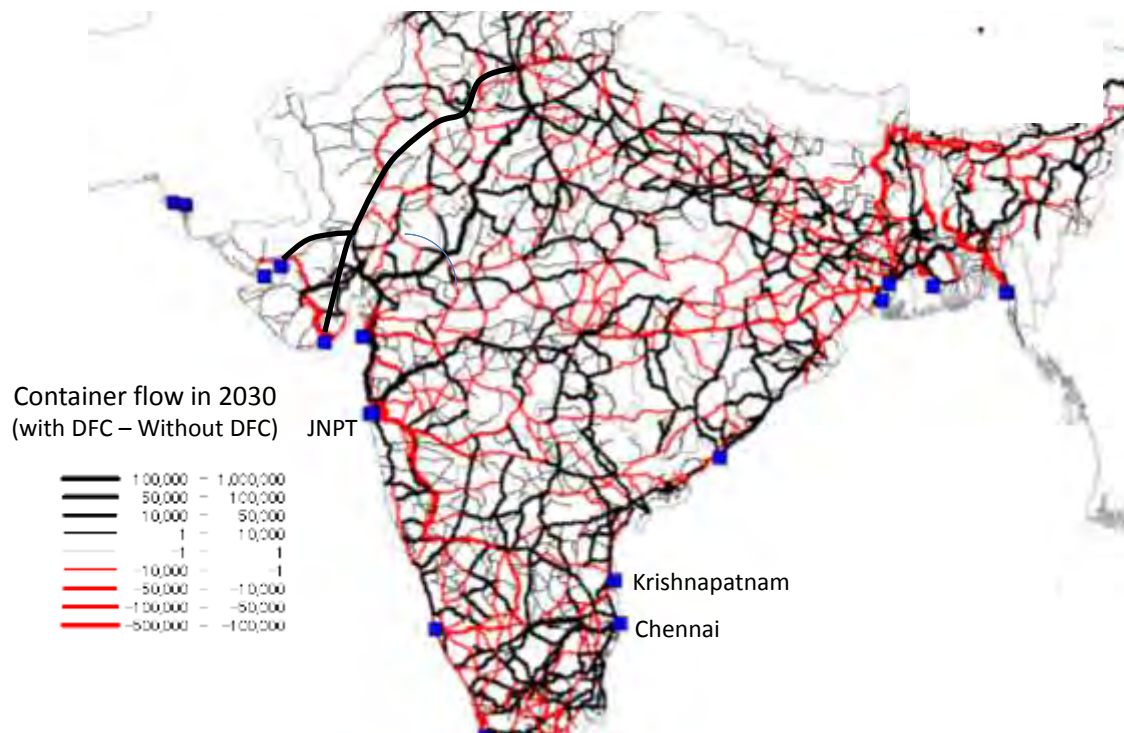 Container flow in 2030
(with DFC – Without DFC)
JNPT
100,000 – 1,000,000
50,000 – 100,000
10,000 – 50,000
1 – 10,000
-1 – 1
-10,000 – -1
-50,000 – -10,000
-100,000 – -50,000
-500,000 – -100,000
Krishnapatnam
Chennai